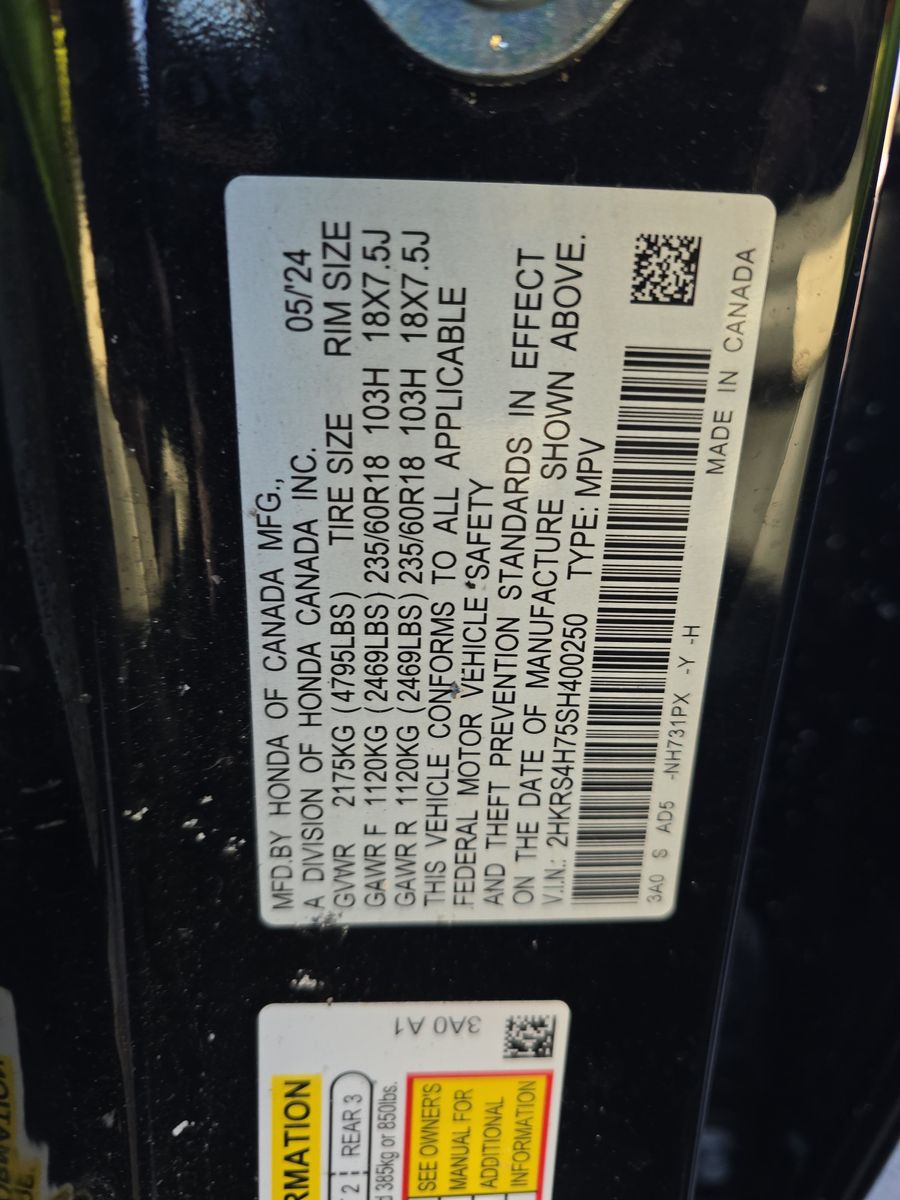 MFD.BY HONDA OF CANADA MFG.,
A DIVISION OF HONDA CANADA INC. 05/'24
GVWR 2175KG (4795LBS) TIRE SIZE RIM SIZE
GAWR F 1120KG (2469LBS) 235/60R18 103H 18X7.5J
GAWR R 1120KG (2469LBS) 235/60R18 103H 18X7.5J
THIS VEHICLE CONFORMS TO ALL APPLICABLE
FEDERAL MOTOR VEHICLE SAFETY
AND THEFT PREVENTION STANDARDS IN EFFECT
ON THE DATE OF MANUFACTURE SHOWN ABOVE.
V.I.N.: 2HKRS4H75SH400250 TYPE: MPV
3A0 S AD5 -NH731PX -Y -H
MADE IN CANADA
3A0 A1
RMATION
2 REAR 3
d 385kg or 850lbs.
SEE OWNER'S
MANUAL FOR
ADDITIONAL
INFORMATION